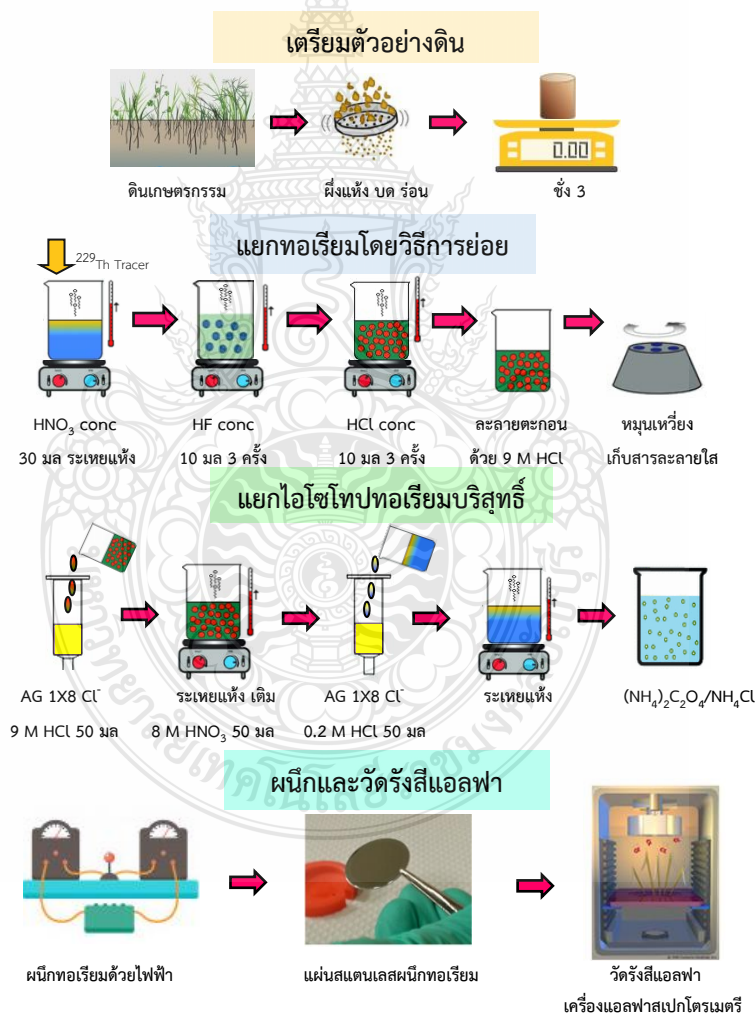 เตรียมตัวอย่างดิน
0.00
ดินเกษตรกรรม ผึ่งแห้ง บด ร่อน ชั่ง 3
แยกทอเรียมโดยวิธีการย่อย
²²⁹Th Tracer
HNO₃ conc HF conc HCl conc ละลายตะกอน หมุนเหวี่ยง
30 มล ระเหยแห้ง 10 มล 3 ครั้ง 10 มล 3 ครั้ง ด้วย 9 M HCl เก็บสารละลายใส
แยกไอโซโทปทอเรียมบริสุทธิ์
AG 1X8 Cl⁻ ระเหยแห้ง เติม AG 1X8 Cl⁻ ระเหยแห้ง (NH₄)₂C₂O₄/NH₄Cl
9 M HCl 50 มล 8 M HNO₃ 50 มล 0.2 M HCl 50 มล
ผนึกและวัดรังสีแอลฟา
ผนึกทอเรียมด้วยไฟฟ้า แผ่นสแตนเลสผนึกทอเรียม วัดรังสีแอลฟา
เครื่องแอลฟาสเปกโตรเมตรี